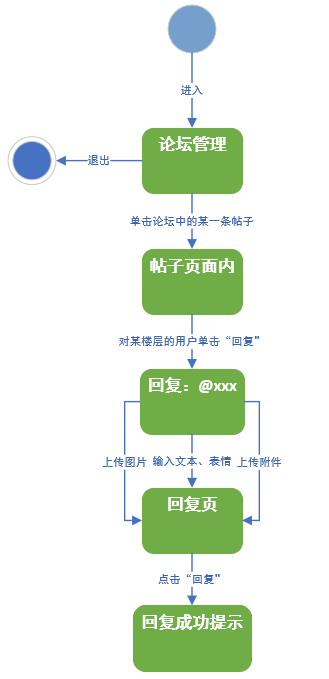 进入
论坛管理
退出
单击论坛中的某一条帖子
帖子页面内
对某楼层的用户单击“回复”
回复：@xxx
上传图片
输入文本、表情
上传附件
回复页
点击“回复”
回复成功提示